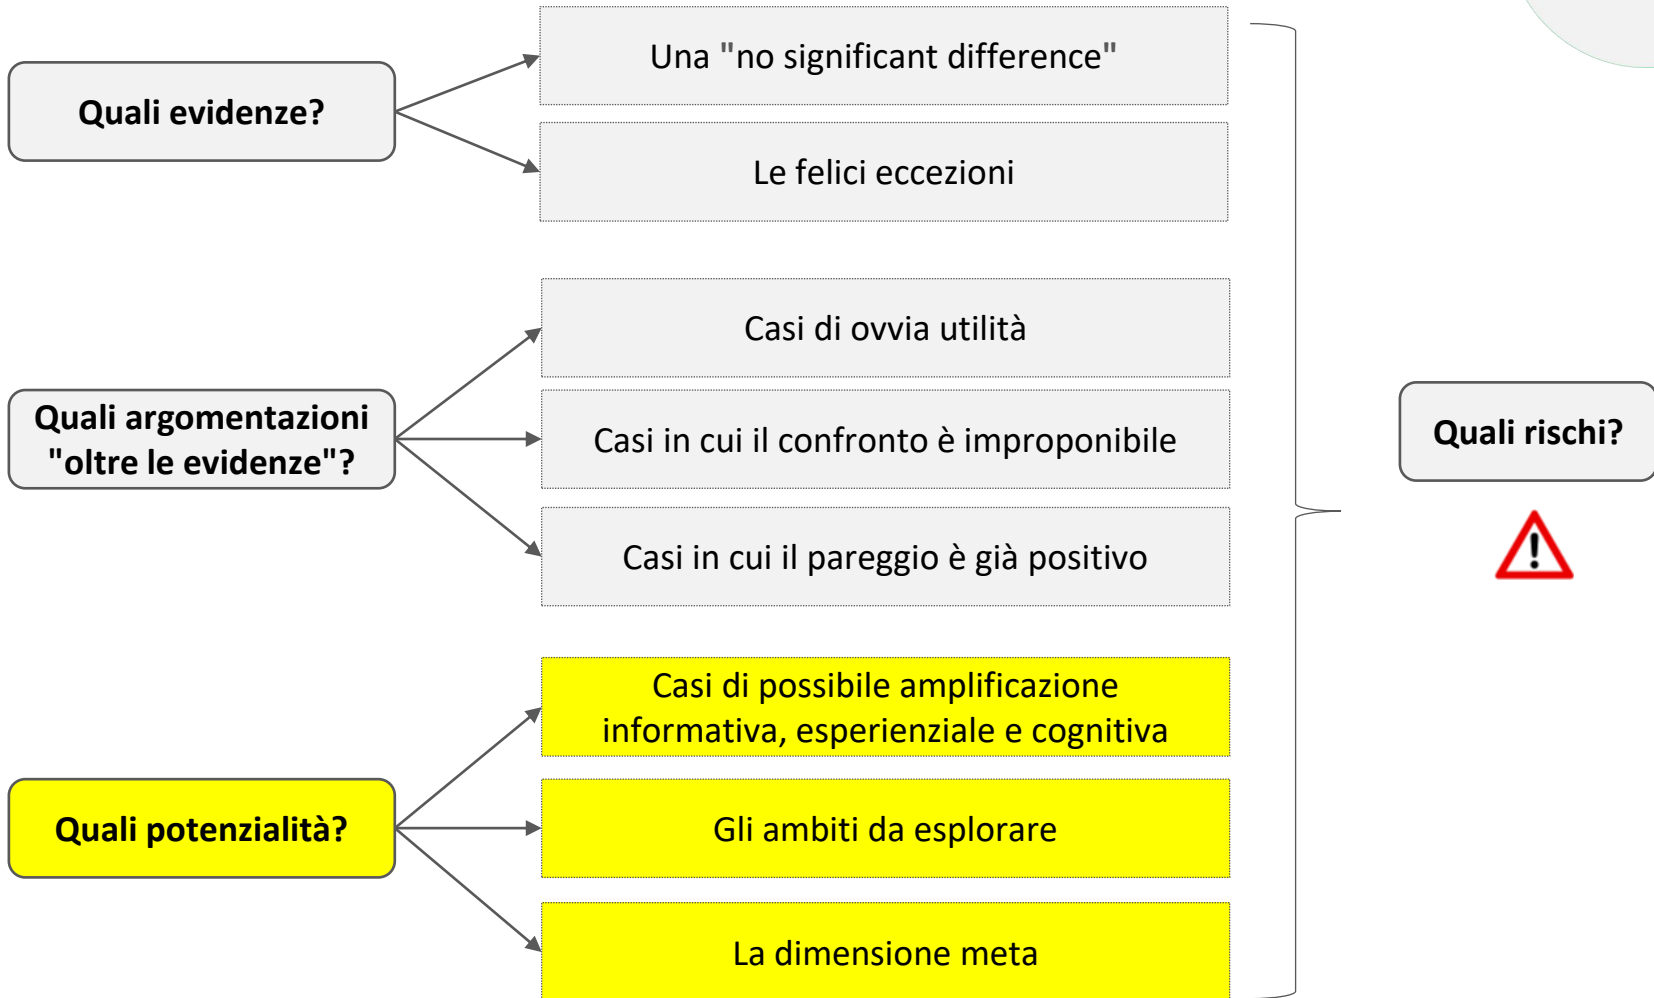 Quali evidenze?
Una "no significant difference"
Le felici eccezioni
Quali argomentazioni
"oltre le evidenze"?
Casi di ovvia utilità
Casi in cui il confronto è improponibile
Casi in cui il pareggio è già positivo
Quali potenzialità?
Casi di possibile amplificazione
informativa, esperienziale e cognitiva
Gli ambiti da esplorare
La dimensione meta
Quali rischi?
!